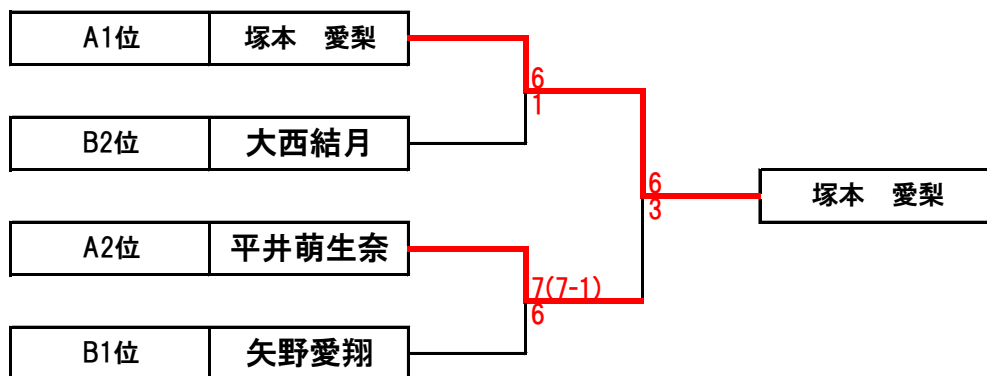 A1位 塚本　愛梨
6
1
B2位 大西結月
6
3
塚本　愛梨
A2位 平井萌生奈
7(7-1)
6
B1位 矢野愛翔